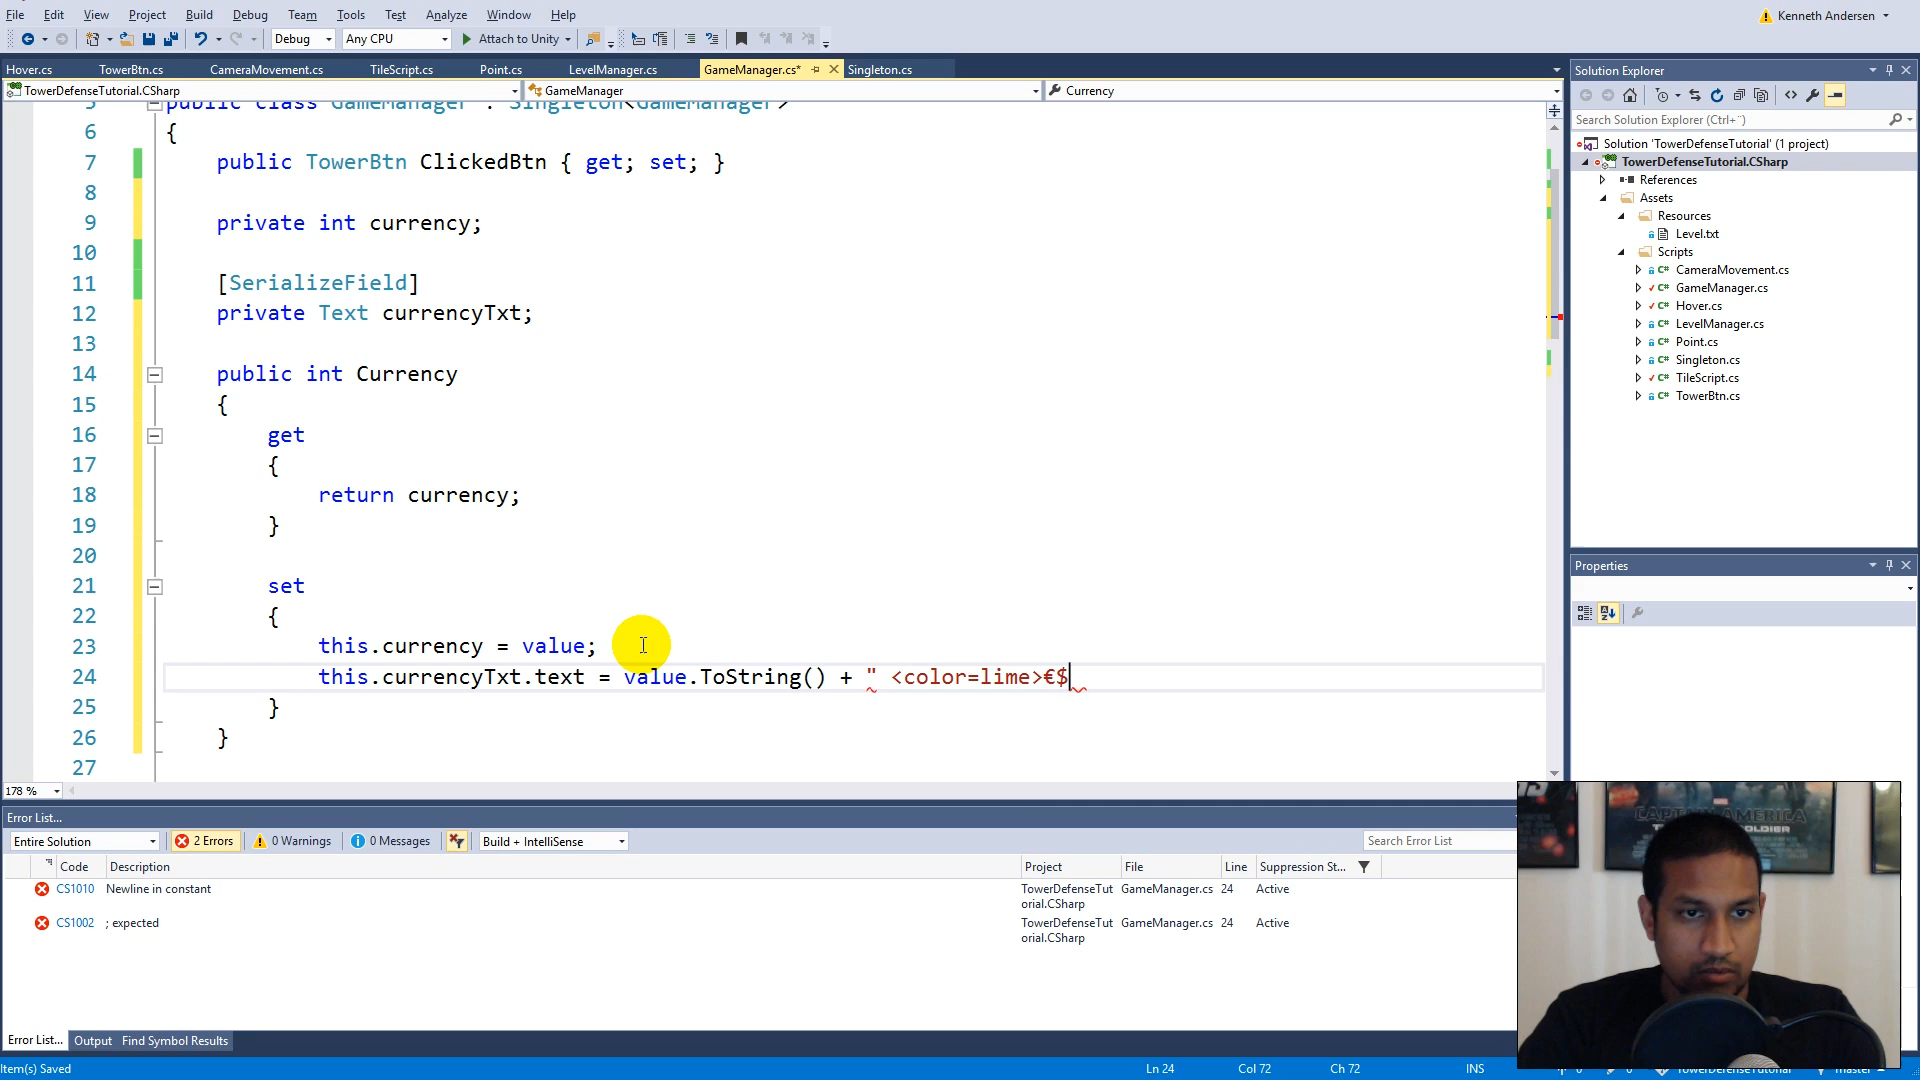 File Edit View Project Build Debug Team Tools Test Analyze Window Help
Kenneth Andersen
Debug Any CPU Attach to Unity
Hover.cs TowerBtn.cs CameraMovement.cs TileScript.cs Point.cs LevelManager.cs GameManager.cs* Singleton.cs
TowerDefenseTutorial.CSharp GameManager Currency
5 public class GameManager : Singleton<GameManager>
6 {
7 public TowerBtn ClickedBtn { get; set; }
8
9 private int currency;
10
11 [SerializeField]
12 private Text currencyTxt;
13
14 public int Currency
15 {
16 get
17 {
18 return currency;
19 }
20
21 set
22 {
23 this.currency = value;
24 this.currencyTxt.text = value.ToString() + " <color=lime>€$
25 }
26 }
27
178 %
Solution Explorer
Search Solution Explorer (Ctrl+¨)
Solution 'TowerDefenseTutorial' (1 project)
TowerDefenseTutorial.CSharp
References
Assets
Resources
Level.txt
Scripts
CameraMovement.cs
GameManager.cs
Hover.cs
LevelManager.cs
Point.cs
Singleton.cs
TileScript.cs
TowerBtn.cs
Properties
Error List...
Entire Solution 2 Errors 0 Warnings 0 Messages Build + IntelliSense Search Error List
Code Description Project File Line Suppression St...
CS1010 Newline in constant TowerDefenseTut GameManager.cs 24 Active
orial.CSharp
CS1002 ; expected TowerDefenseTut GameManager.cs 24 Active
orial.CSharp
Error List... Output Find Symbol Results
Item(s) Saved Ln 24 Col 72 Ch 72 INS
CAPTAIN AMERICA